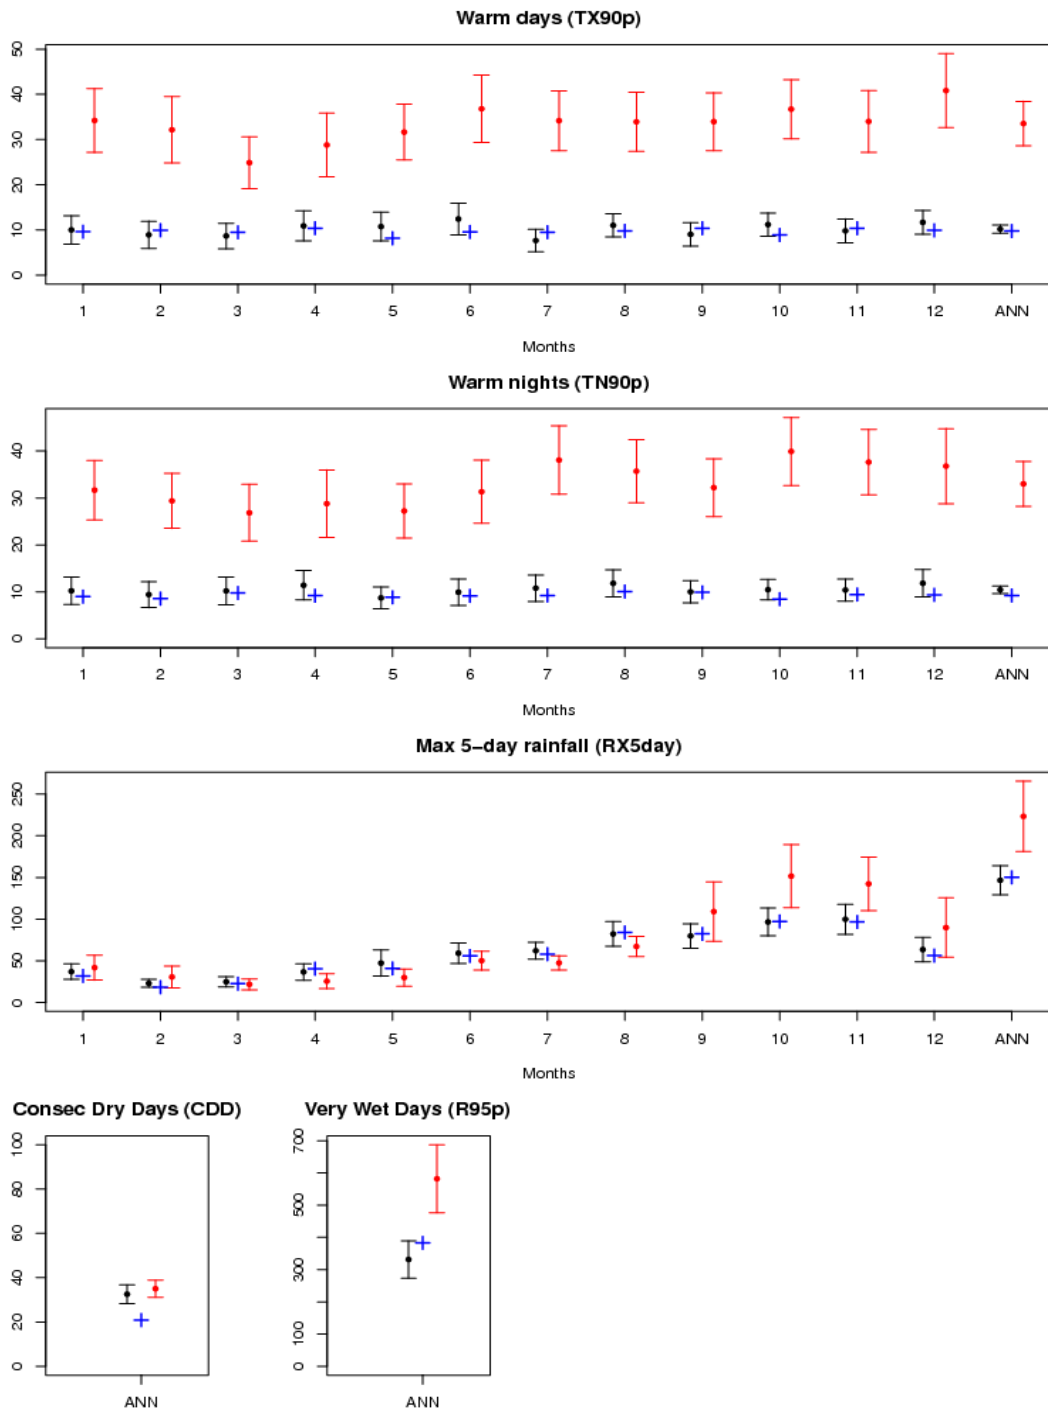 Warm days (TX90p)
50
40
30
20
10
0
1 2 3 4 5 6 7 8 9 10 11 12 ANN
Months
Warm nights (TN90p)
40
30
20
10
0
1 2 3 4 5 6 7 8 9 10 11 12 ANN
Months
Max 5−day rainfall (RX5day)
250
200
150
100
50
0
1 2 3 4 5 6 7 8 9 10 11 12 ANN
Months
Consec Dry Days (CDD)
100
80
60
40
20
0
ANN
Very Wet Days (R95p)
700
500
300
100
0
ANN